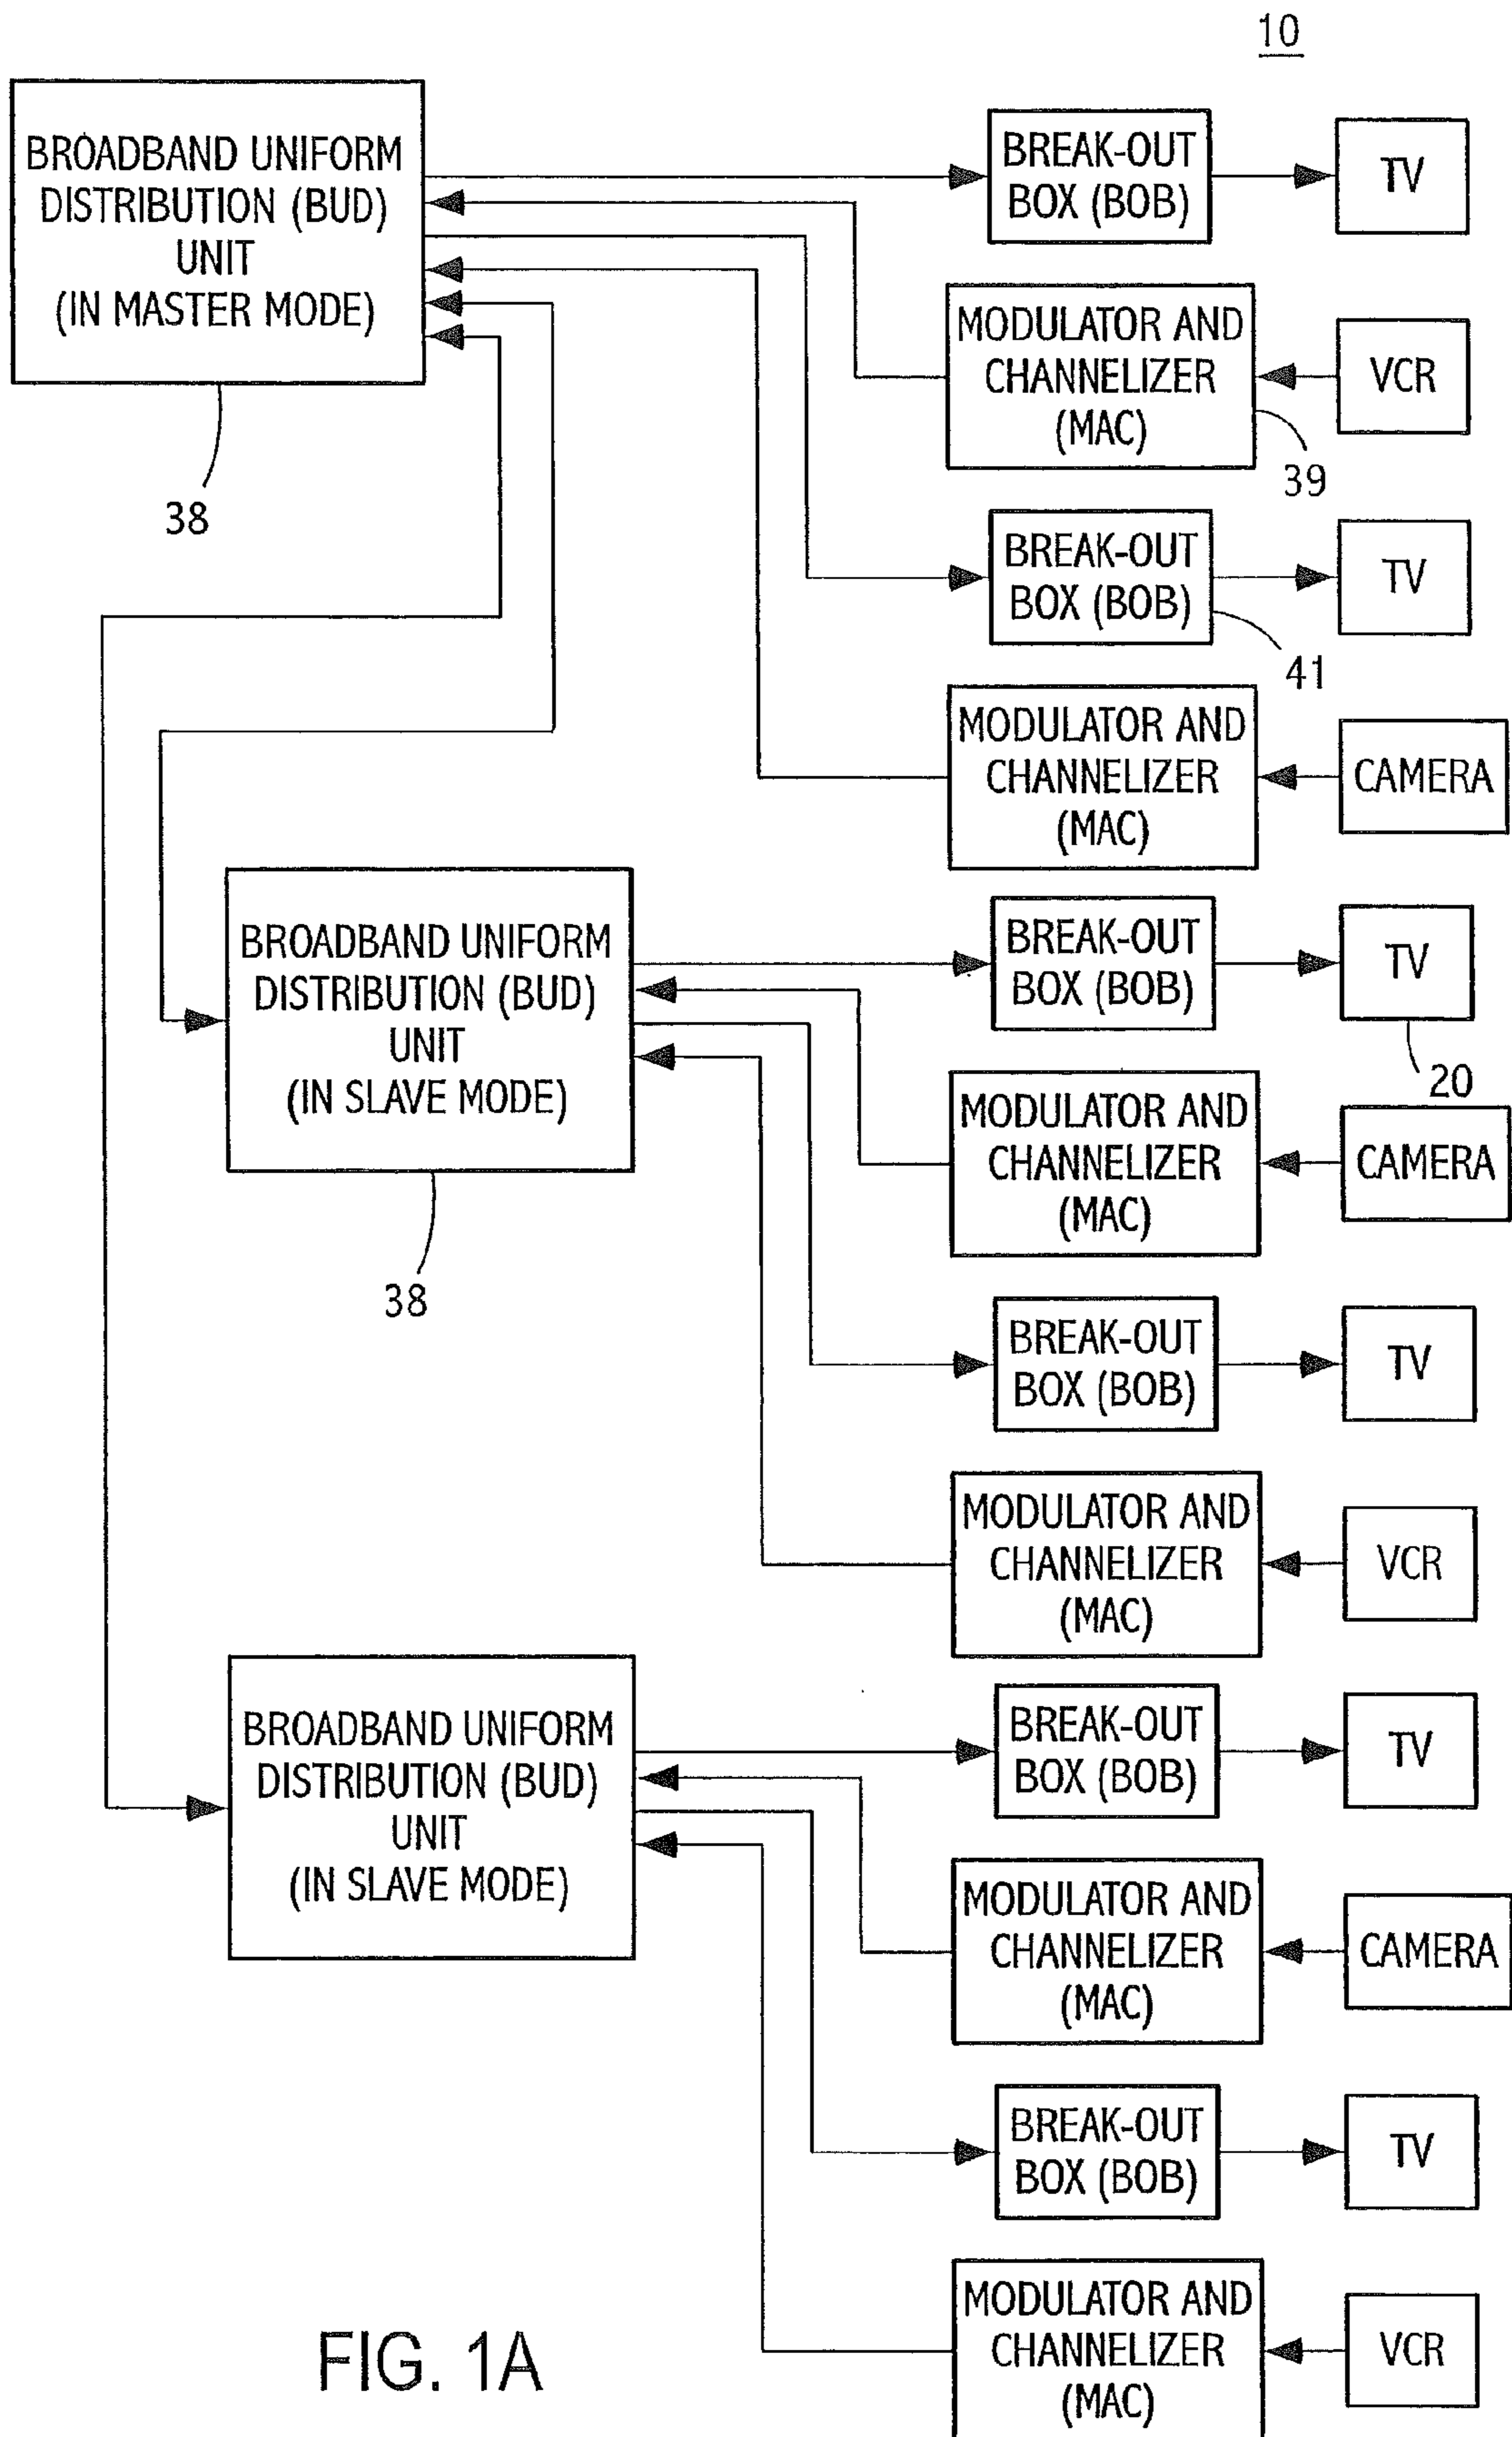 10
BROADBAND UNIFORM
DISTRIBUTION (BUD)
UNIT
(IN MASTER MODE)
38
BREAK-OUT
BOX (BOB)
TV
MODULATOR AND
CHANNELIZER
(MAC)
39
VCR
BREAK-OUT
BOX (BOB)
41
TV
MODULATOR AND
CHANNELIZER
(MAC)
CAMERA
BROADBAND UNIFORM
DISTRIBUTION (BUD)
UNIT
(IN SLAVE MODE)
38
BREAK-OUT
BOX (BOB)
TV
20
MODULATOR AND
CHANNELIZER
(MAC)
CAMERA
BREAK-OUT
BOX (BOB)
TV
MODULATOR AND
CHANNELIZER
(MAC)
VCR
BROADBAND UNIFORM
DISTRIBUTION (BUD)
UNIT
(IN SLAVE MODE)
BREAK-OUT
BOX (BOB)
TV
MODULATOR AND
CHANNELIZER
(MAC)
CAMERA
BREAK-OUT
BOX (BOB)
TV
MODULATOR AND
CHANNELIZER
(MAC)
VCR
FIG. 1A